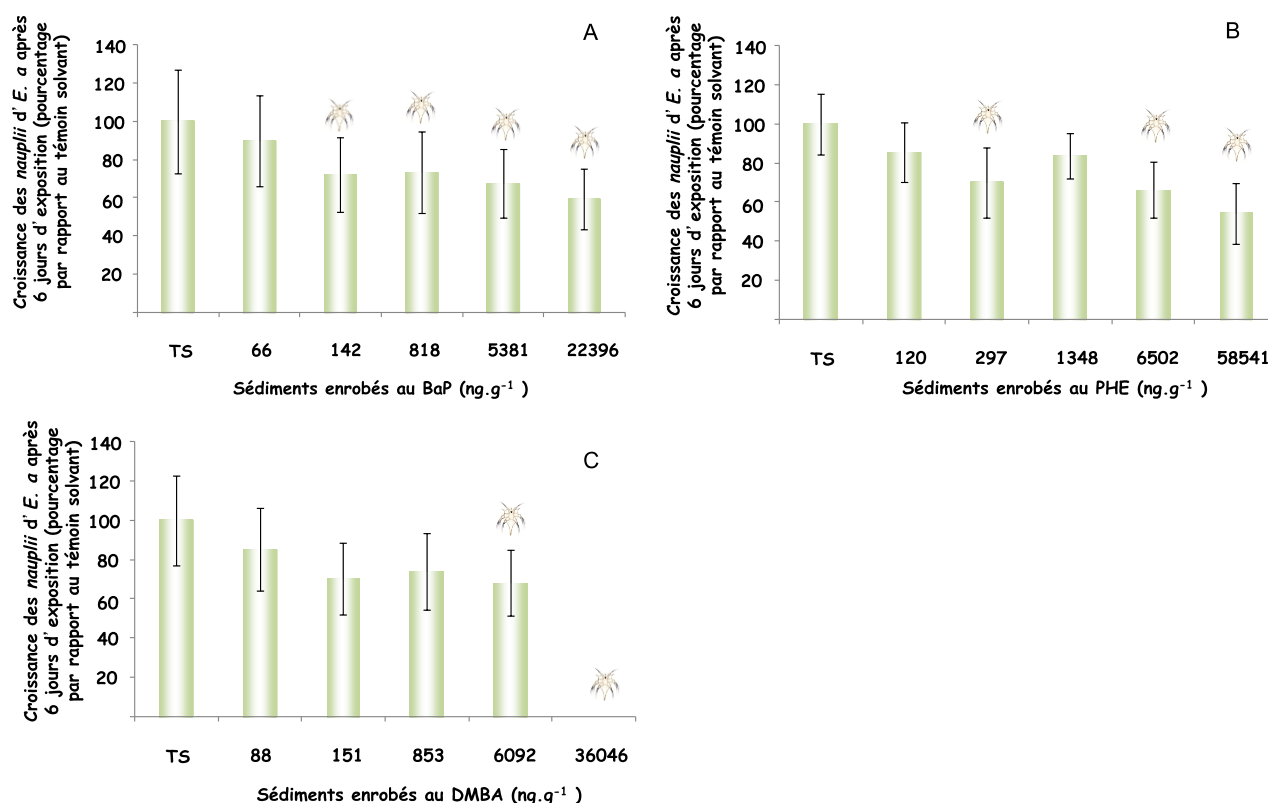 A
Croissance des nauplii d' E. a après
6 jours d' exposition (pourcentage
par rapport au témoin solvant)
140
120
100
80
60
40
20
TS 66 142 818 5381 22396
Sédiments enrobés au BaP (ng.g-1 )
B
Croissance des nauplii d' E. a après
6 jours d' exposition (pourcentage
par rapport au témoin solvant)
140
120
100
80
60
40
20
TS 120 297 1348 6502 58541
Sédiments enrobés au PHE (ng.g-1 )
C
Croissance des nauplii d' E. a après
6 jours d' exposition (pourcentage
par rapport au témoin solvant)
140
120
100
80
60
40
20
TS 88 151 853 6092 36046
Sédiments enrobés au DMBA (ng.g-1 )